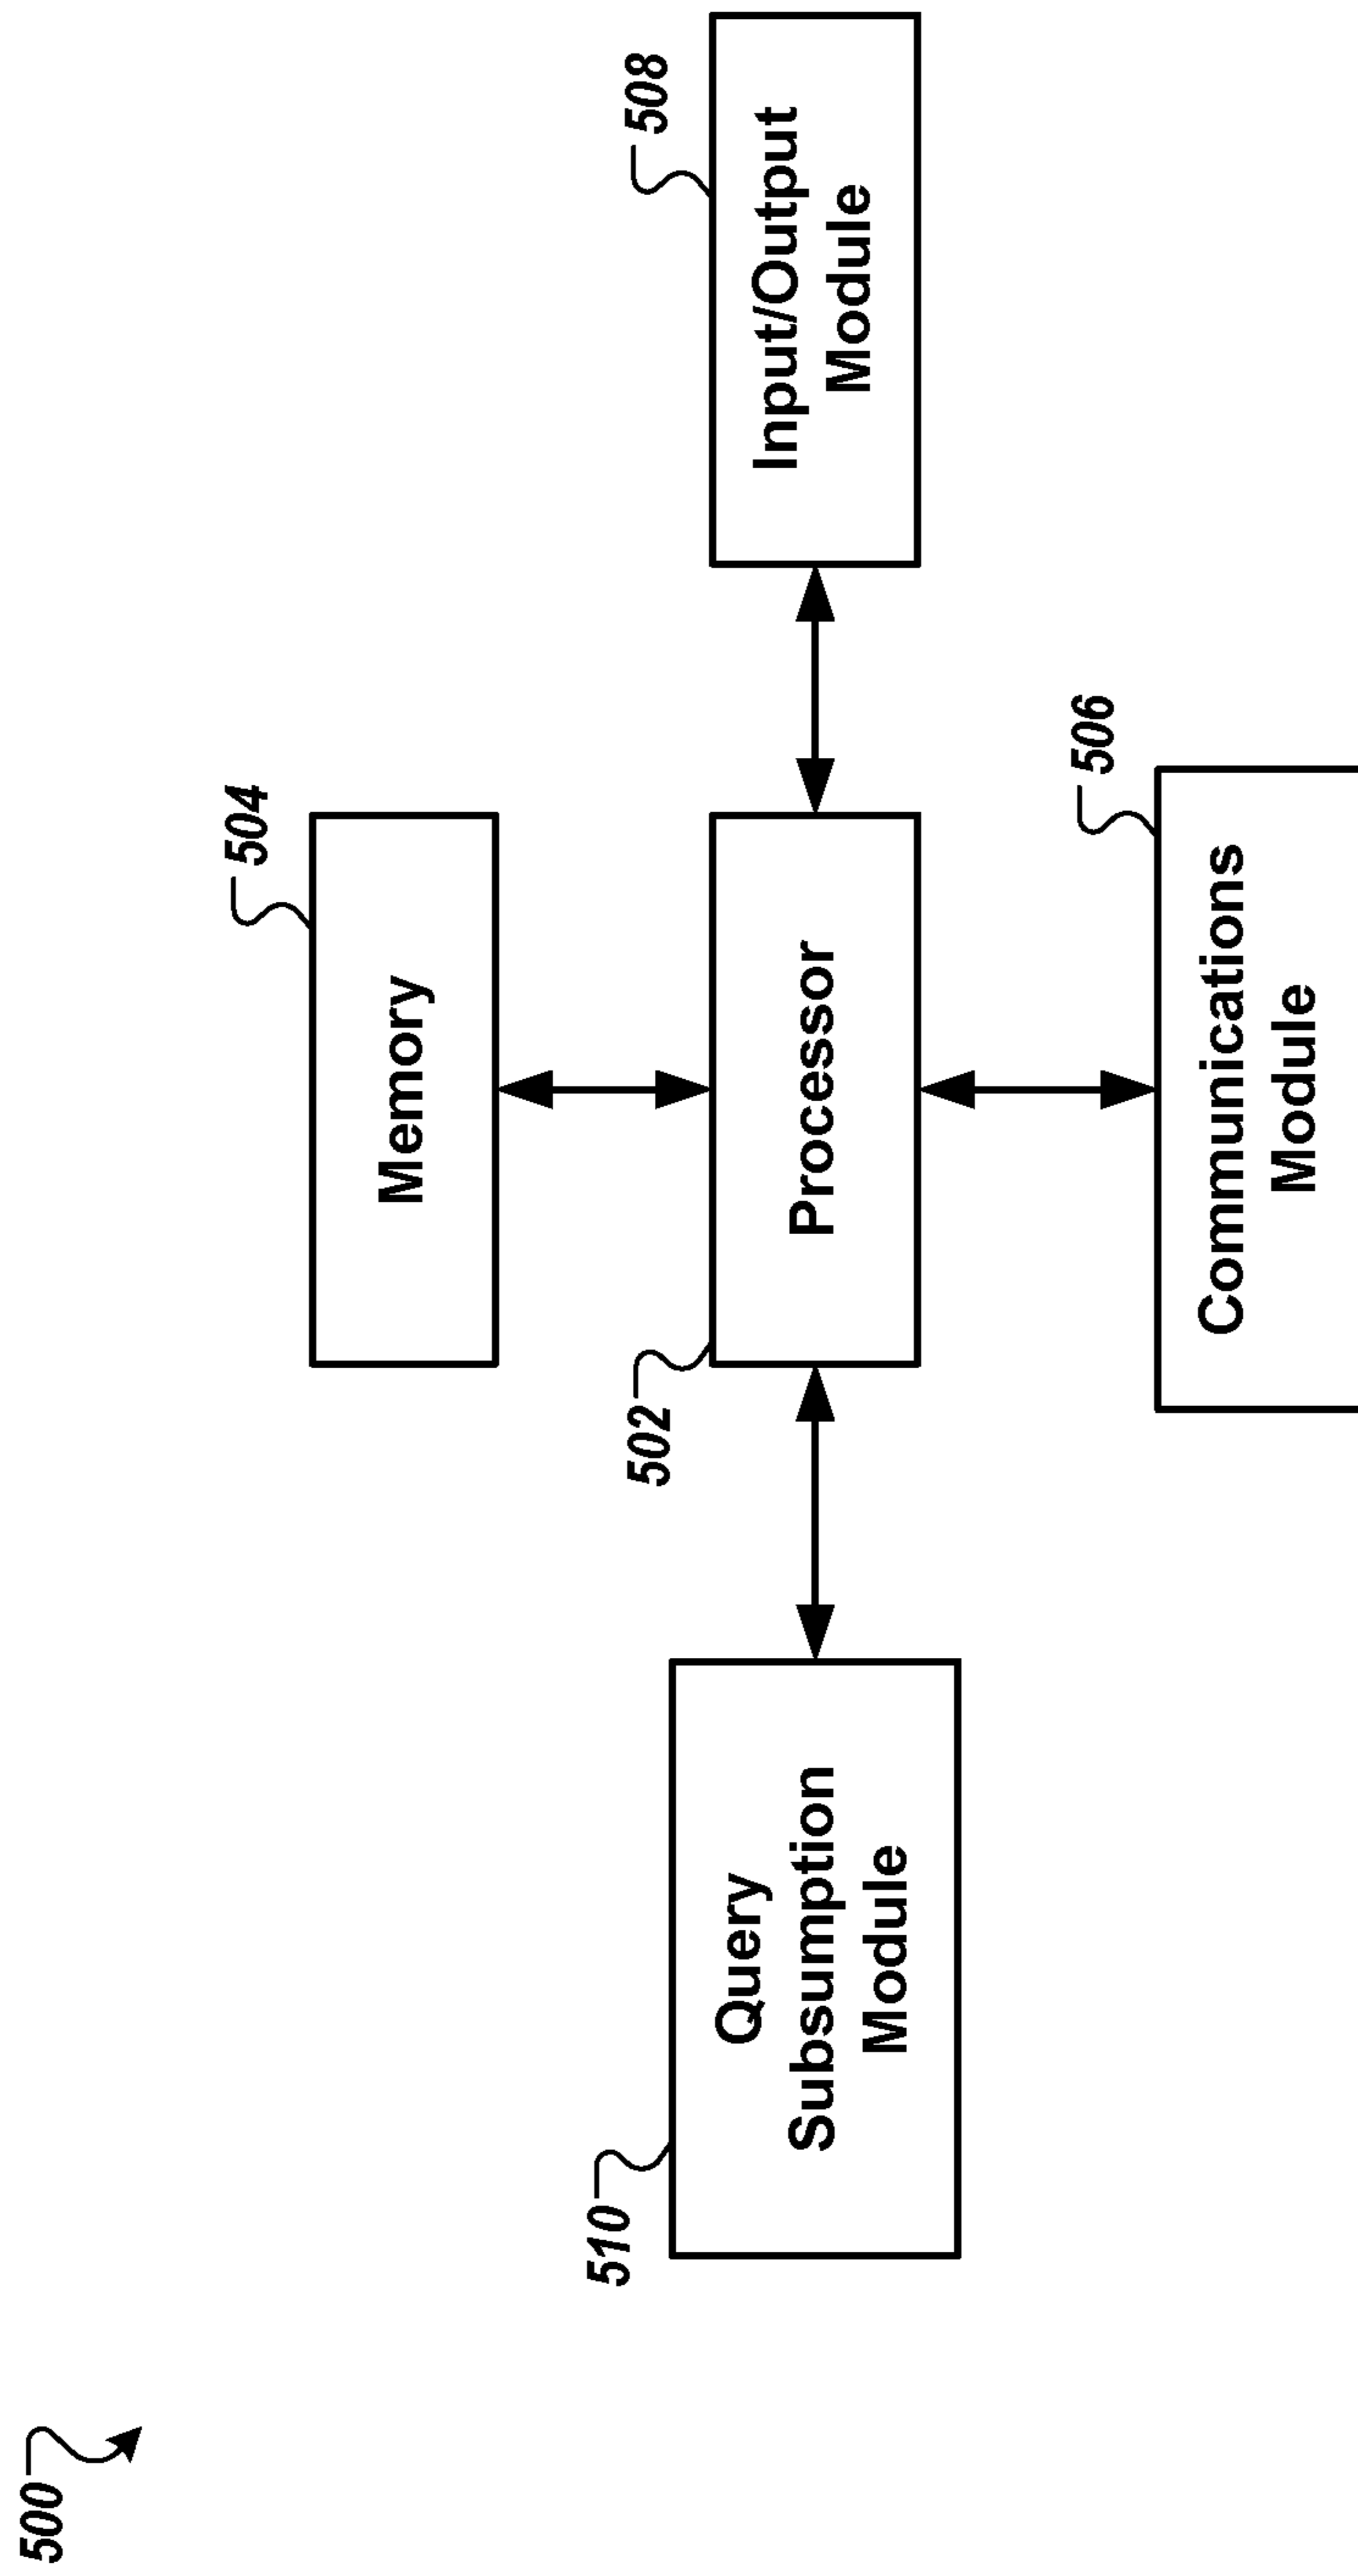 500
504
Memory
510
Query
Subsumption
Module
502
Processor
508
Input/Output
Module
506
Communications
Module